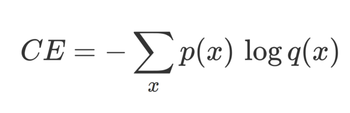 CE = − ∑ₓ p(x) log q(x)